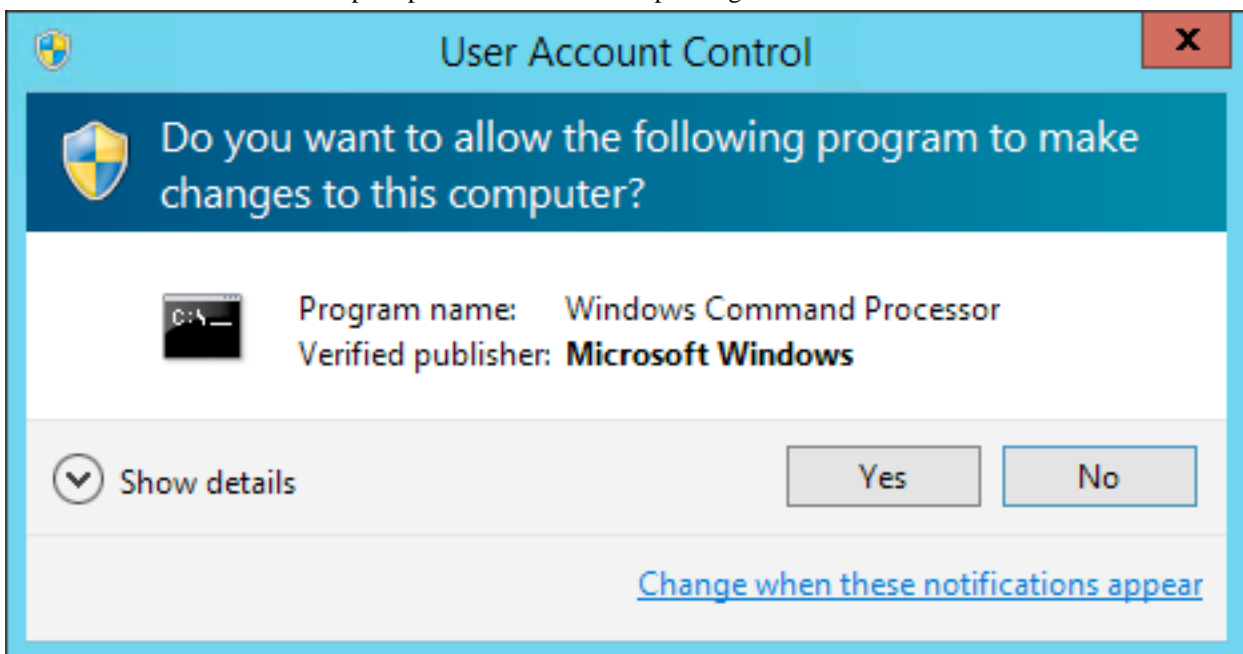 User Account Control
X
Do you want to allow the following program to make
changes to this computer?
C:\
Program name: Windows Command Processor
Verified publisher: Microsoft Windows
Show details
Yes
No
Change when these notifications appear